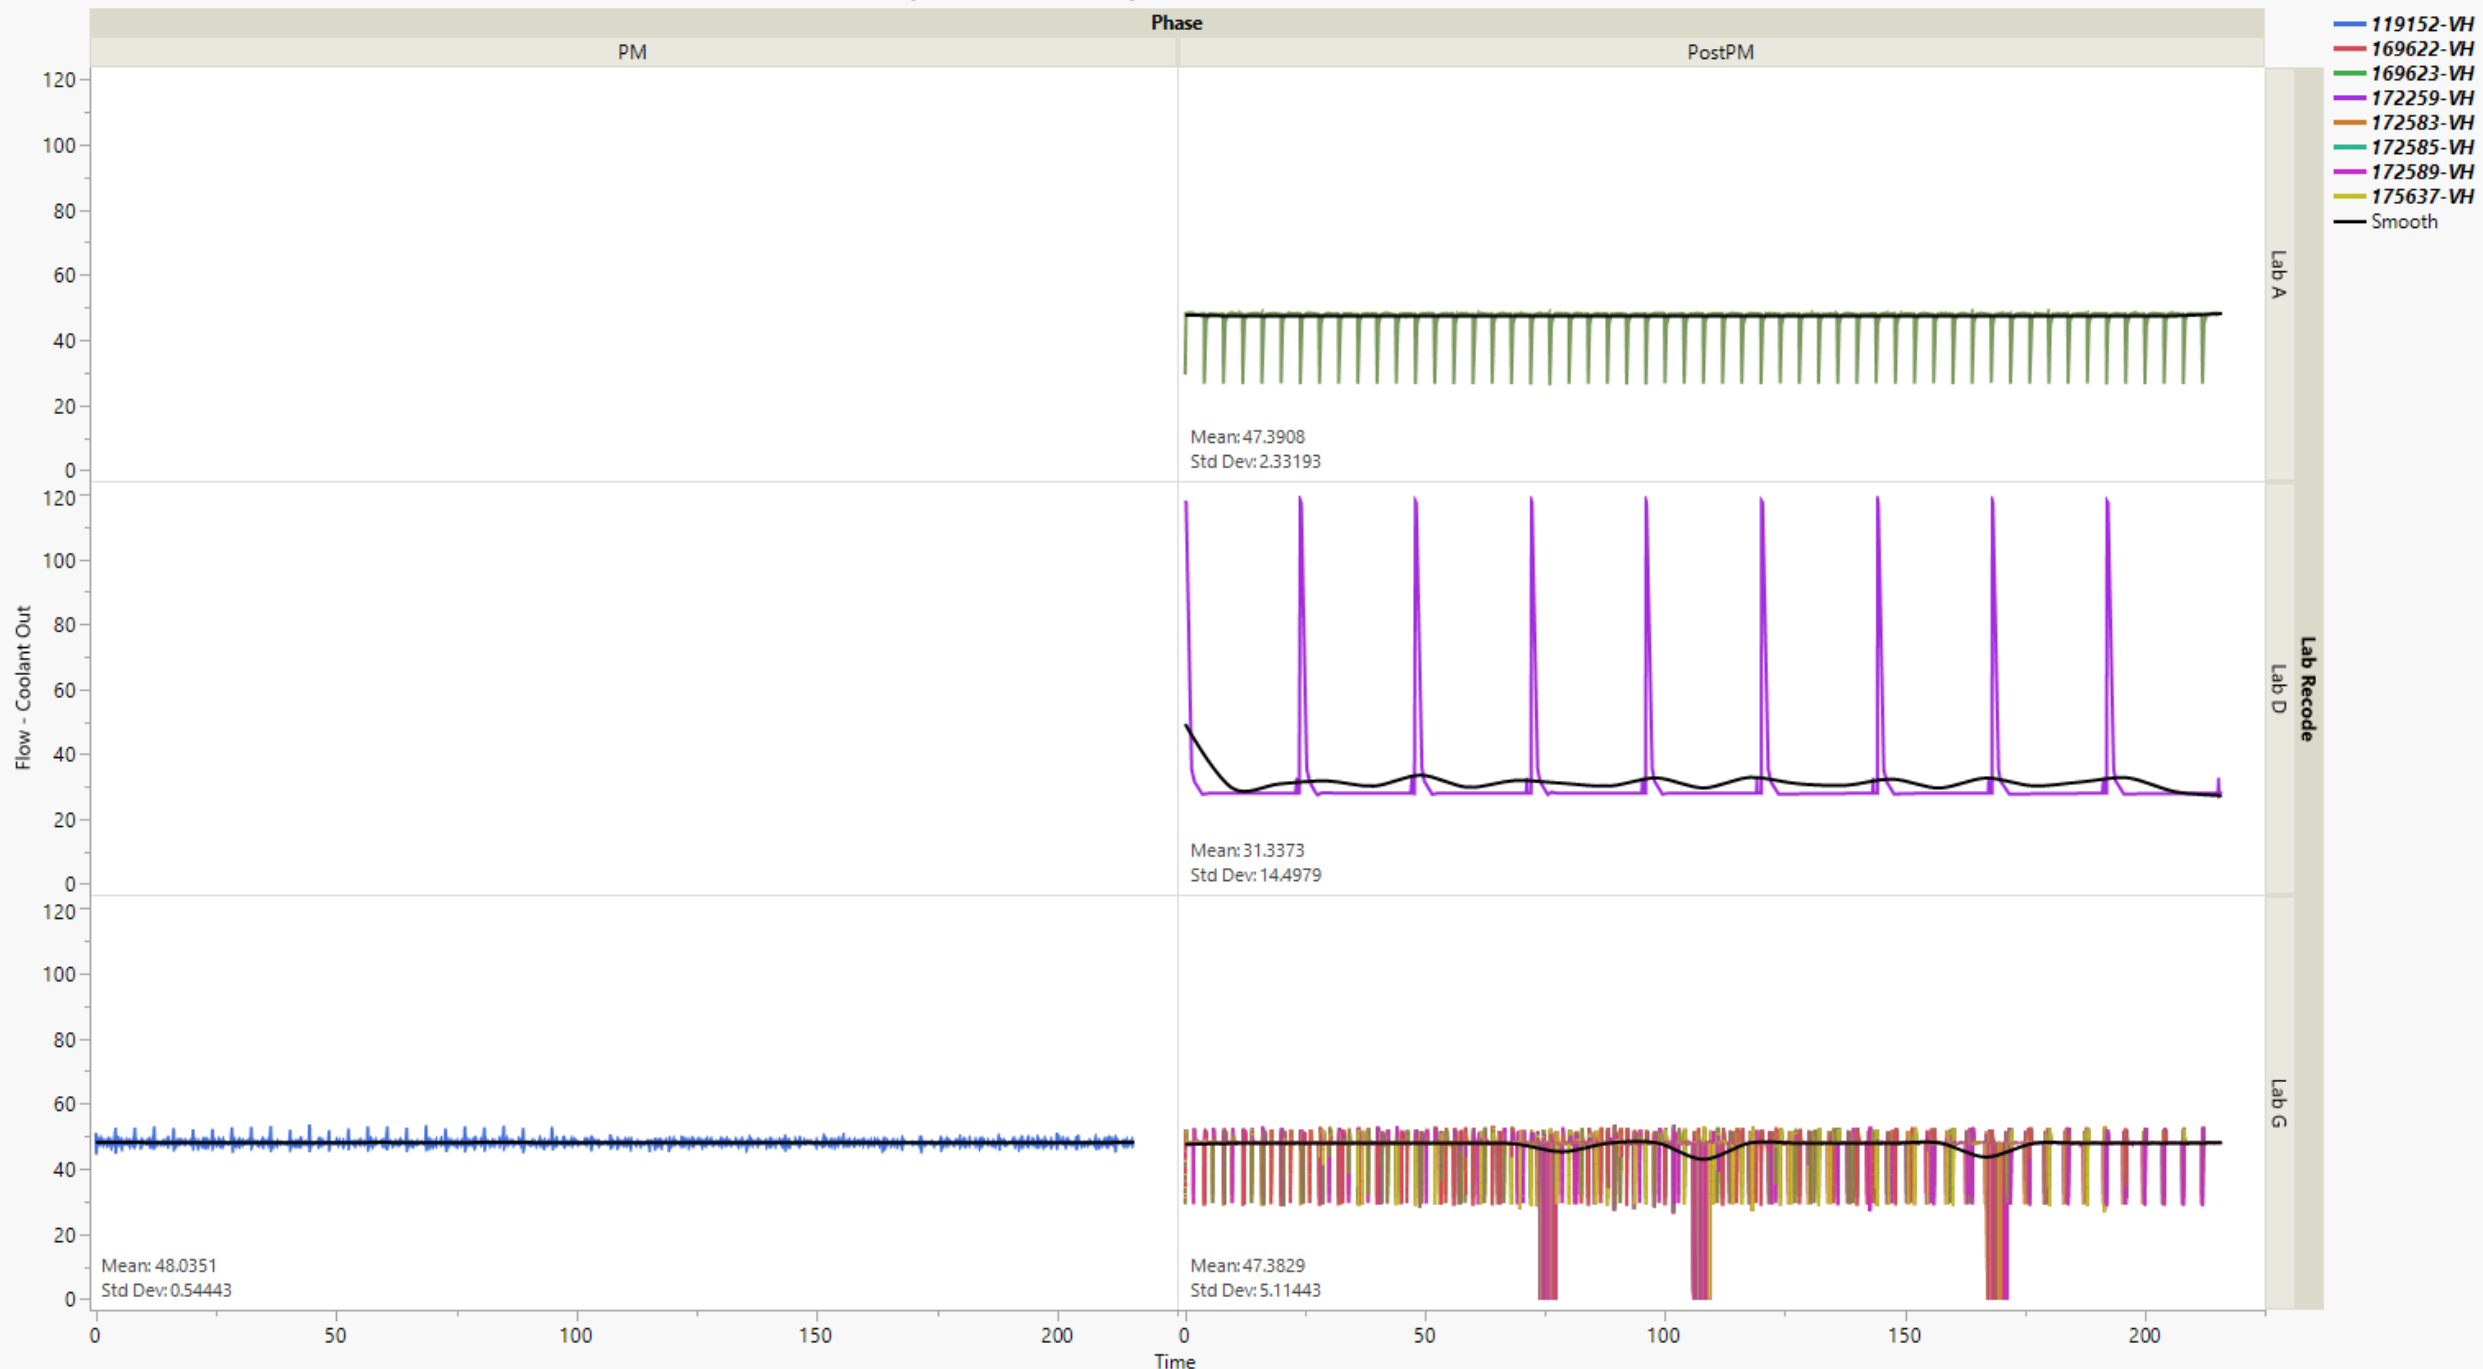 Phase
PM
PostPM
119152-VH
169622-VH
169623-VH
172259-VH
172583-VH
172585-VH
172589-VH
175637-VH
Smooth
Flow - Coolant Out
120
100
80
60
40
20
0
Mean: 47.3908
Std Dev: 2.33193
Lab A
120
100
80
60
40
20
0
Mean: 31.3373
Std Dev: 14.4979
Lab D
Lab Recode
120
100
80
60
40
20
0
Mean: 48.0351
Std Dev: 0.54443
Mean: 47.3829
Std Dev: 5.11443
Lab G
0 50 100 150 200 0 50 100 150 200
Time